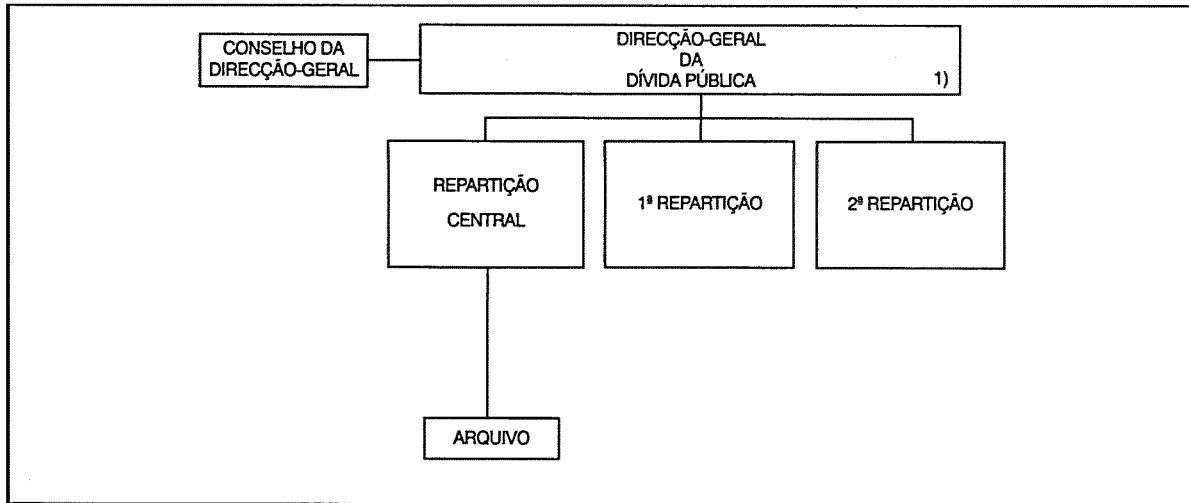 CONSELHO DA
DIRECÇÃO-GERAL
DIRECÇÃO-GERAL
DA
DÍVIDA PÚBLICA
1)
REPARTIÇÃO
CENTRAL
1ª REPARTIÇÃO
2ª REPARTIÇÃO
ARQUIVO